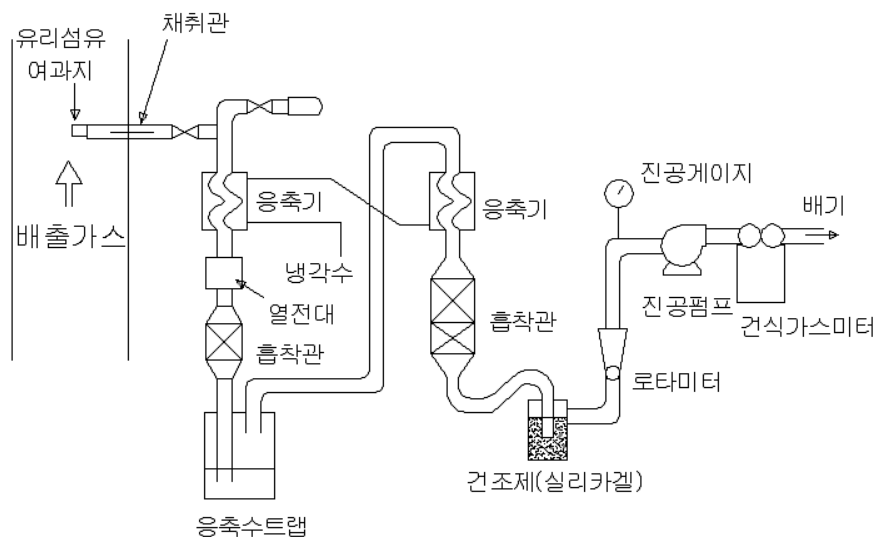 유리섬유
여과지
채취관
배출가스
응축기
냉각수
열전대
흡착관
응축수트랩
응축기
흡착관
건조제(실리카겔)
로타미터
진공게이지
진공펌프
건식가스미터
배기